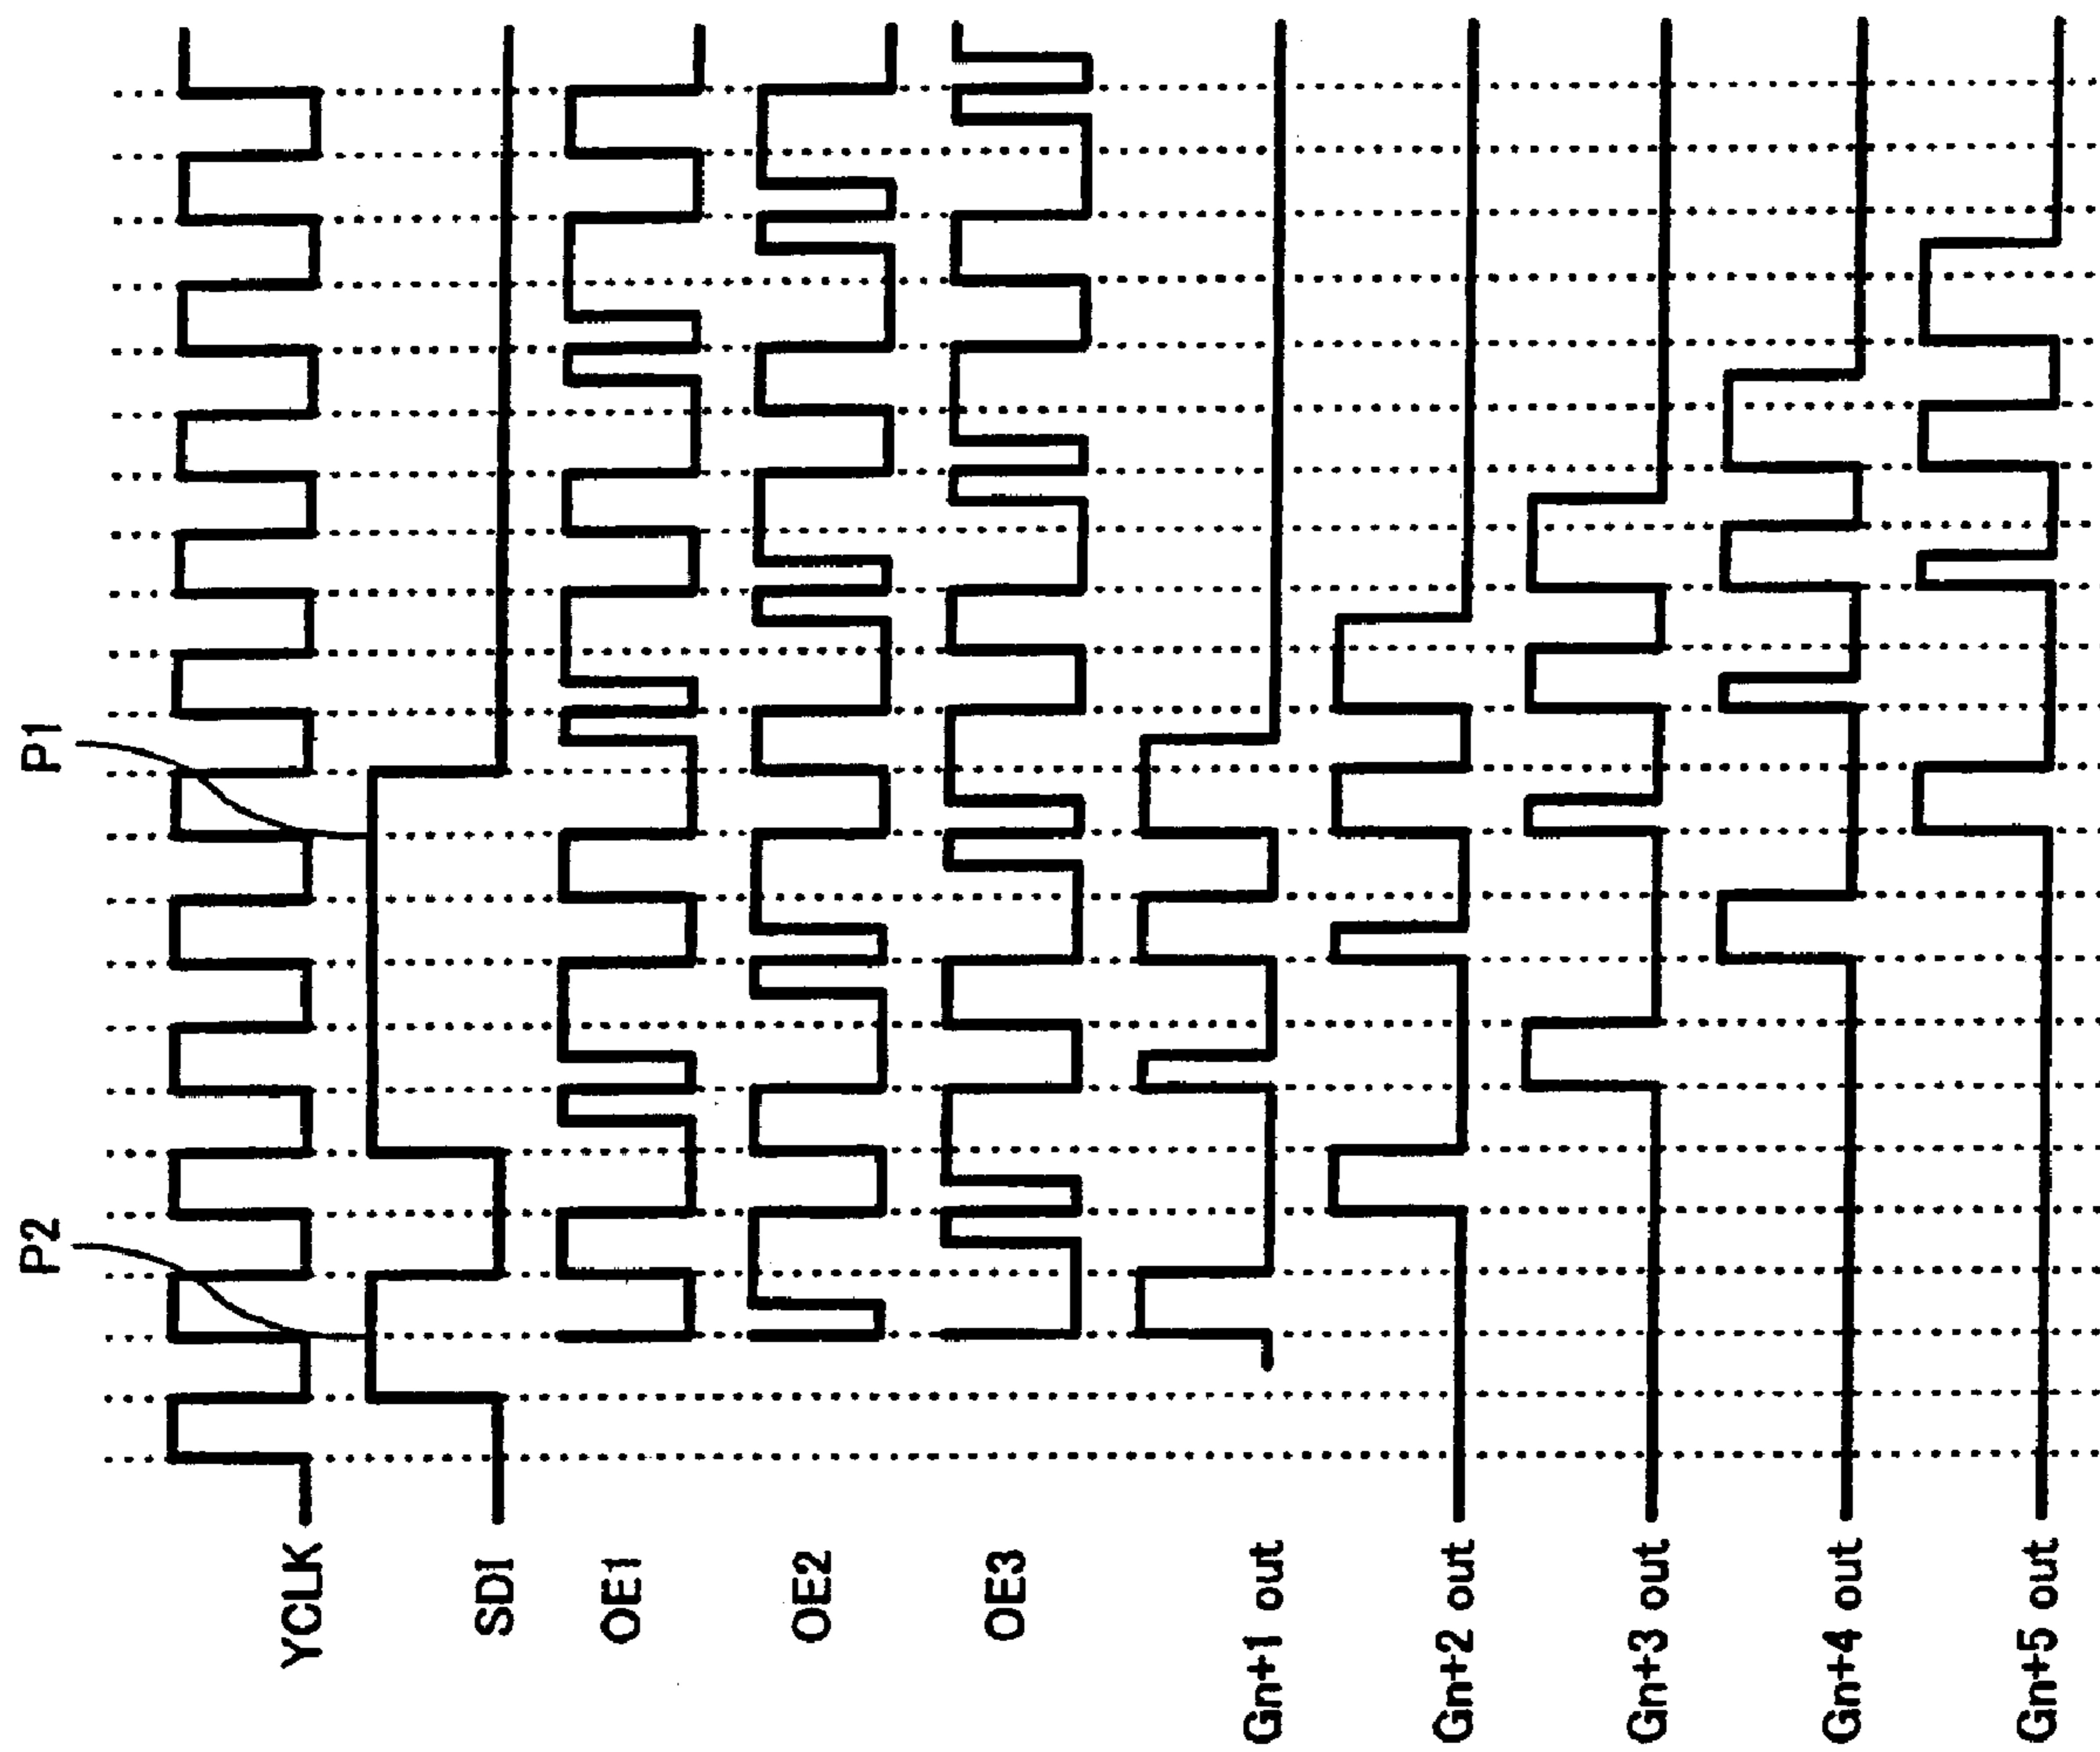 P2
P1
YCLK
SDI
OE1
OE2
OE3
Gn+1 out
Gn+2 out
Gn+3 out
Gn+4 out
Gn+5 out